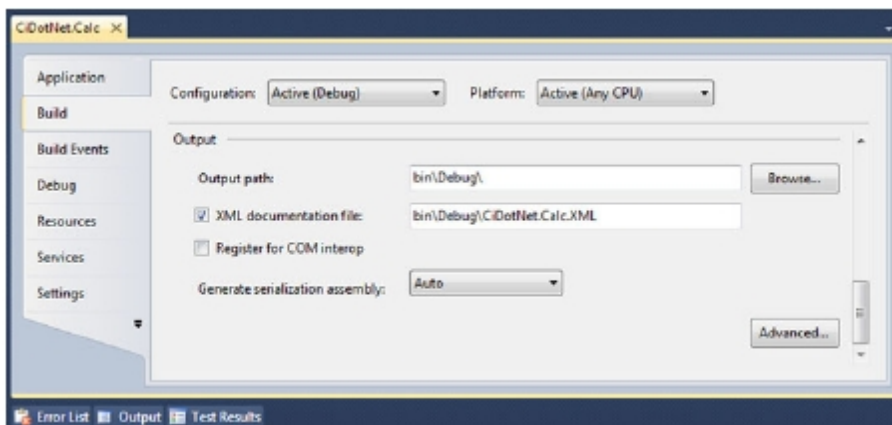 CiDotNet.Calc
Application
Build
Build Events
Debug
Resources
Services
Settings
Configuration: Active (Debug) Platform: Active (Any CPU)
Output
Output path: bin\Debug\ Browse...
XML documentation file: bin\Debug\CiDotNet.Calc.XML
Register for COM interop
Generate serialization assembly: Auto
Advanced...
Error List Output Test Results